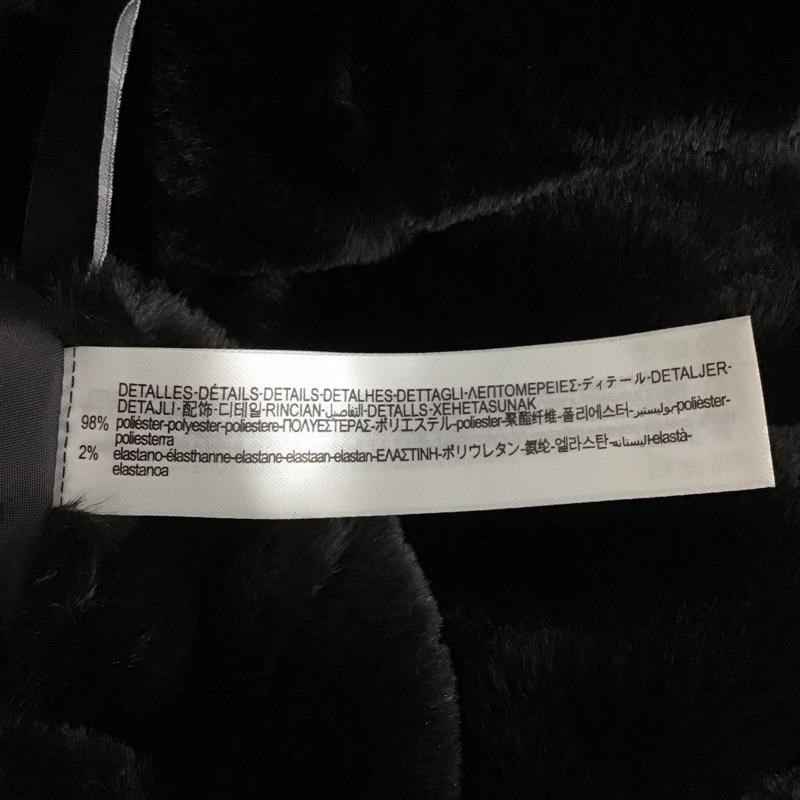 DETALLES-DÉTAILS-DETAILS-DETALHES-DETTAGLI-ΛΕΠΤΟΜΕΡΕΙΕΣ-ディテール-DETALJER-
DETAJLI-配饰-디테일-RINCIAN-التفاصيل-DETALLS-XEHETASUNAK
98% poliéster-polyester-poliestere-ΠΟΛΥΕΣΤΕΡΑΣ-ポリエステル-poliester-聚酯纤维-폴리에스터-بوليستير-polièster-
poliesterra
2% elastano-élasthanne-elastane-elastaan-elastan-ΕΛΑΣΤΙΝΗ-ポリウレタン-氨纶-엘라스탄-اليستانه-elastà-
elastanoa